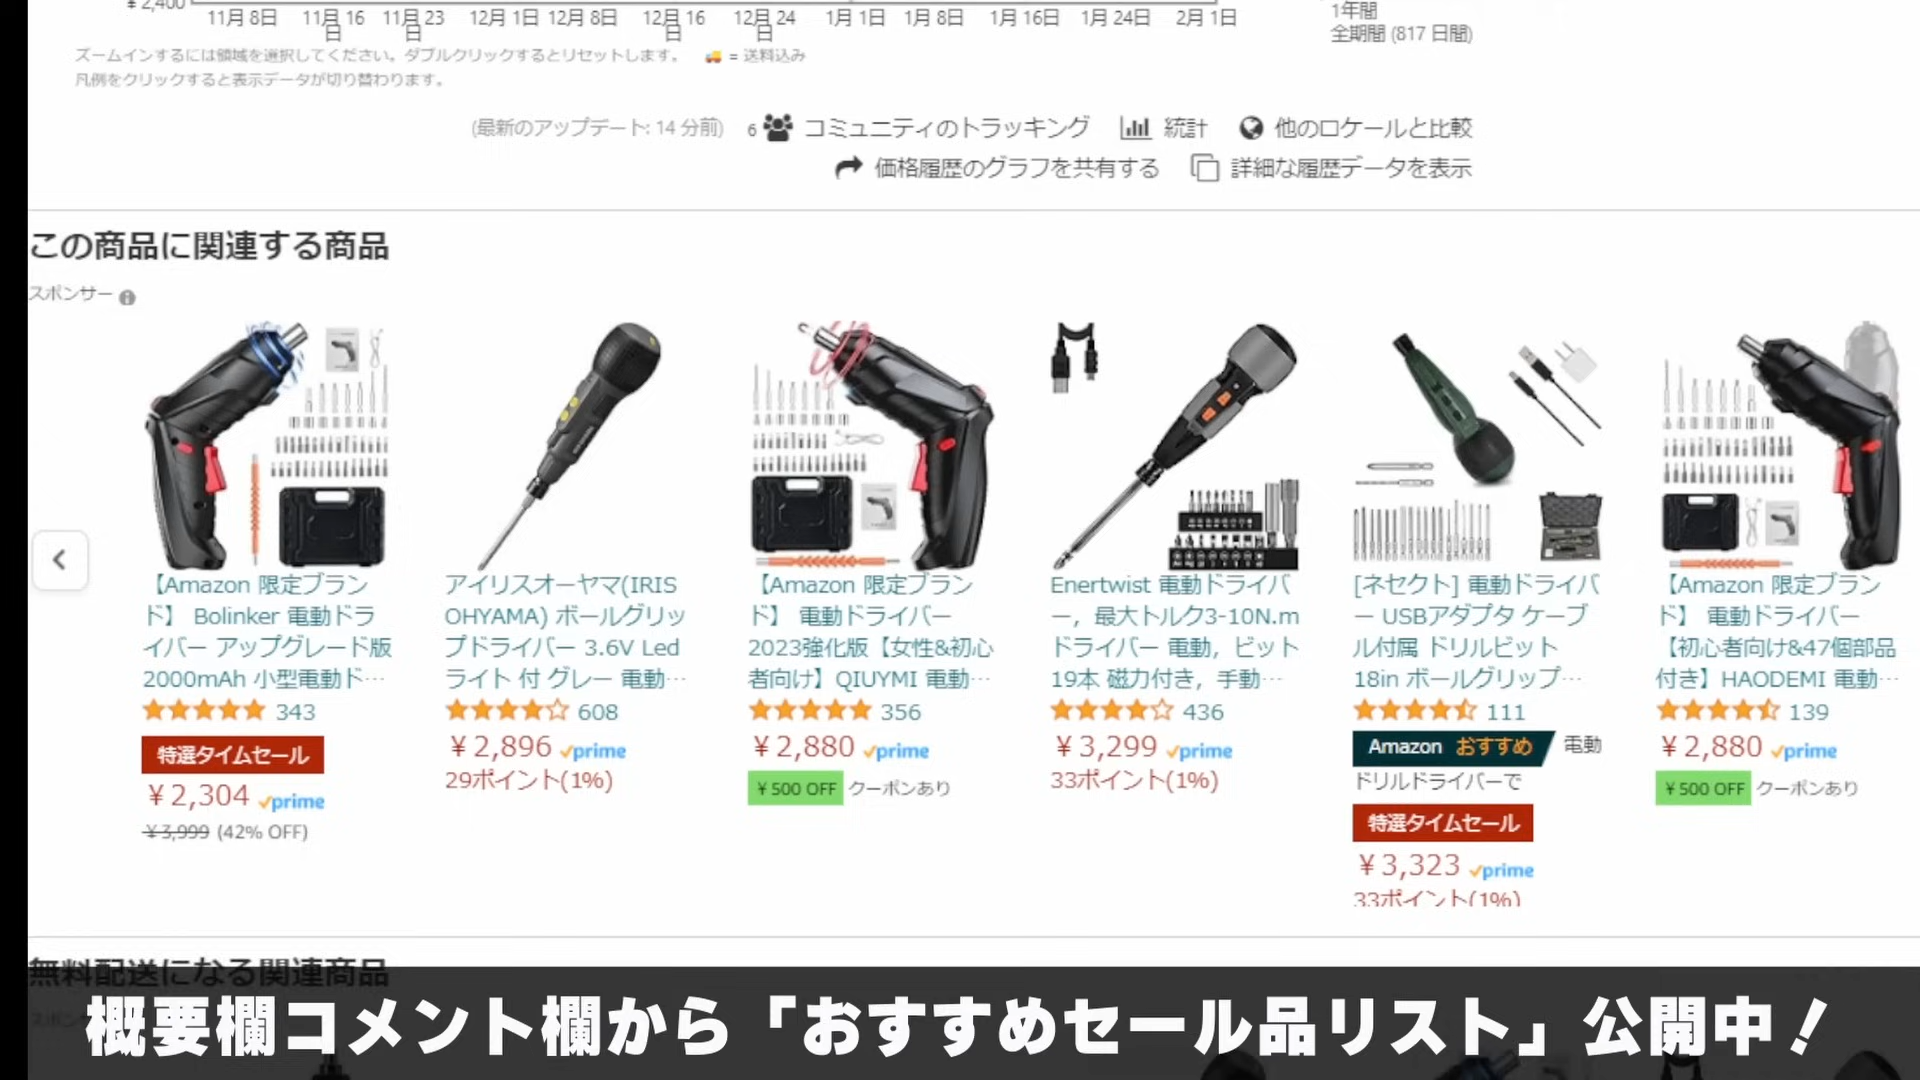 ¥2,400
11月 8日
11月 16日
11月 23日
12月 1日
12月 8日
12月 16日
12月 24日
1月 1日
1月 8日
1月 16日
1月 24日
2月 1日
1年間
全期間 (817 日間)
ズームインするには領域を選択してください。ダブルクリックするとリセットします。 = 送料込み
凡例をクリックすると表示データが切り替わります。
(最新のアップデート: 14 分前) 6 コミュニティのトラッキング 統計 他のロケールと比較
価格履歴のグラフを共有する 詳細な履歴データを表示
この商品に関連する商品
スポンサー
【Amazon 限定ブラン
ド】 Bolinker 電動ドラ
イバー アップグレード版
2000mAh 小型電動ド…
343
特選タイムセール
¥2,304 prime
¥3,999 (42% OFF)
アイリスオーヤマ(IRIS
OHYAMA) ボールグリッ
プドライバー 3.6V Led
ライト 付 グレー 電動…
608
¥2,896 prime
29ポイント(1%)
【Amazon 限定ブラン
ド】 電動ドライバー
2023強化版【女性&初心
者向け】QIUYMI 電動…
356
¥2,880 prime
¥500 OFF クーポンあり
Enertwist 電動ドライバ
ー，最大トルク3-10N.m
ドライバー 電動，ビット
19本 磁力付き，手動…
436
¥3,299 prime
33ポイント(1%)
[ネセクト] 電動ドライバ
ー USBアダプタ ケーブ
ル付属 ドリルビット
18in ボールグリップ…
111
Amazon おすすめ 電動
ドリルドライバーで
特選タイムセール
¥3,323 prime
33ポイント(1%)
【Amazon 限定ブラン
ド】 電動ドライバー
【初心者向け&47個部品
付き】HAODEMI 電動…
139
¥2,880 prime
¥500 OFF クーポンあり
無料配送になる関連商品
概要欄コメント欄から「おすすめセール品リスト」公開中！